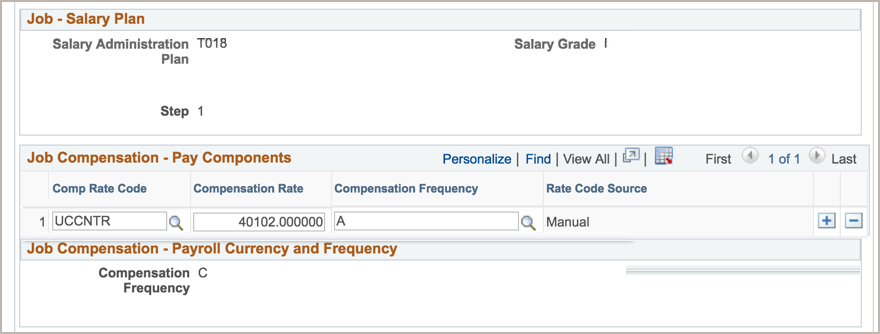 Job - Salary Plan
Salary Administration Plan T018 Salary Grade I
Step 1
Job Compensation - Pay Components Personalize | Find | View All | | First 1 of 1 Last
Comp Rate Code Compensation Rate Compensation Frequency Rate Code Source
1 UCCNTR 40102.000000 A Manual
Job Compensation - Payroll Currency and Frequency
Compensation Frequency C